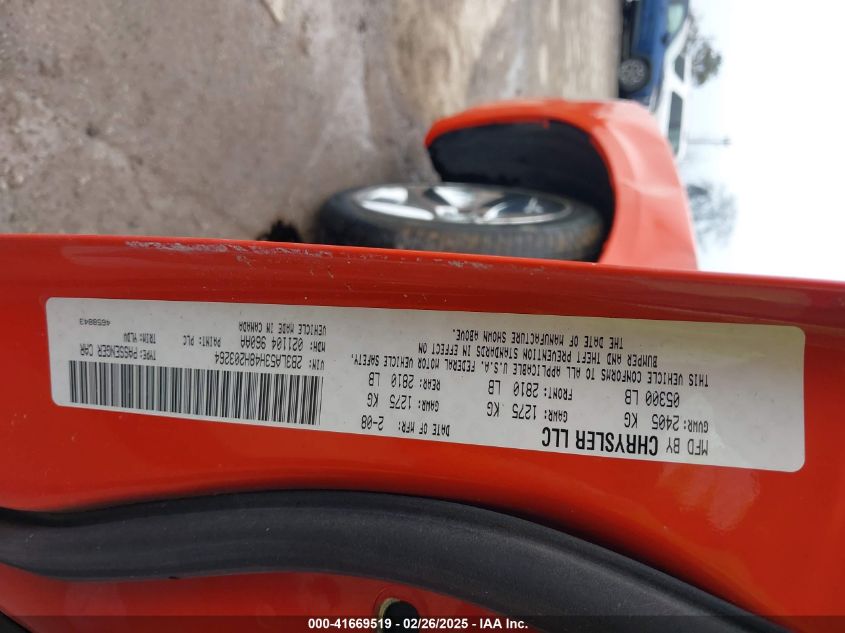 MFD BY CHRYSLER LLC
DATE OF MFR: 2-08
GVWR: 2405 KG
GAWR: 1275 KG
GAWR: 1275 KG
05300 LB
FRONT: 2810 LB
REAR: 2810 LB
THIS VEHICLE CONFORMS TO ALL APPLICABLE U.S.A. FEDERAL MOTOR VEHICLE SAFETY,
BUMPER AND THEFT PREVENTION STANDARDS IN EFFECT ON
THE DATE OF MANUFACTURE SHOWN ABOVE.
VIN: 2B3LA53H48H203264
TYPE: PASSENGER CAR
MDH: 021104 960AA
PAINT: PLC
TRIM: MLDV
VEHICLE MADE IN CANADA
4658843
000-41669519 - 02/26/2025 - IAA Inc.